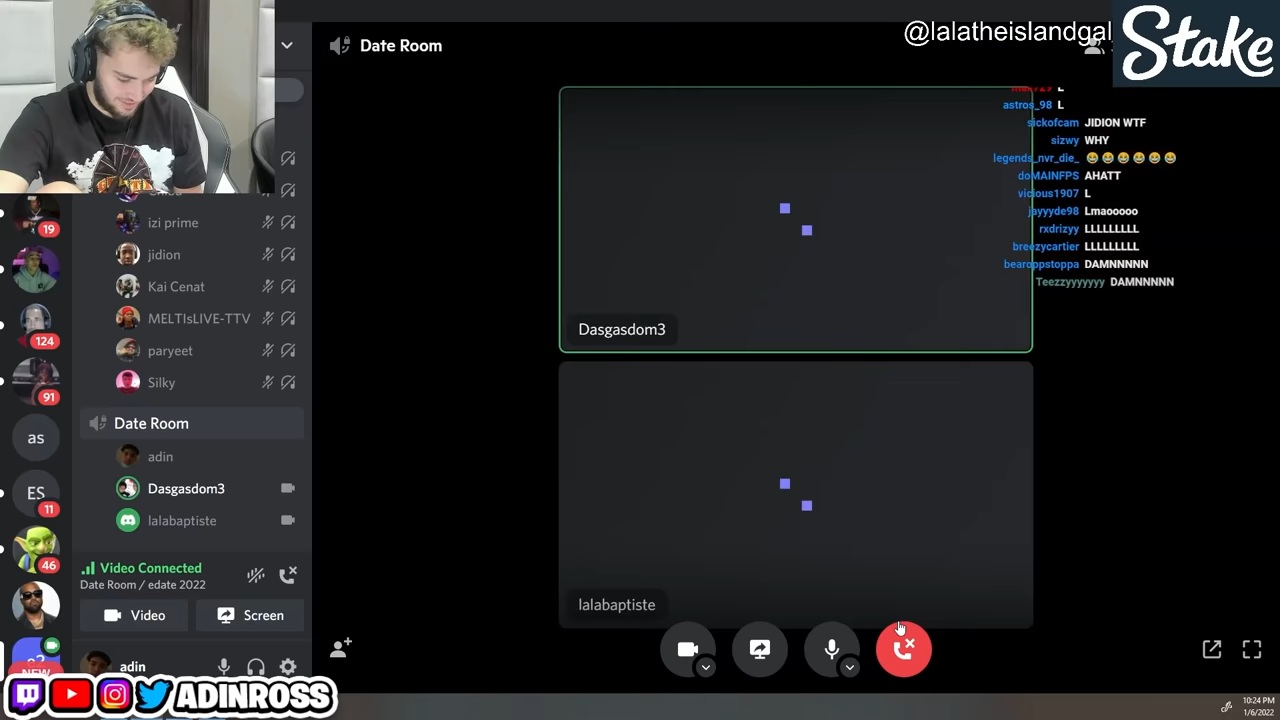 Date Room
@lalatheislandgal
Stake
astros_98 L
sickofcam JIDION WTF
sizwy WHY
legends_nvr_die_ 😂😂😂😂😂😂
doMAINFPS AHATT
vicious1907 L
jayyyde98 Lmaooooo
rxdrizyy LLLLLLLLL
breezycartier LLLLLLLLL
bearoppstoppa DAMNNNNN
Teezzyyyyyyy DAMNNNNN
izi prime
jidion
Kai Cenat
MELTIsLIVE-TTV
paryeet
Silky
Date Room
adin
Dasgasdom3
lalabaptiste
19
124
91
as
ES
11
46
Video Connected
Date Room / edate 2022
Video
Screen
adin
NEW
ADINROSS
Dasgasdom3
lalabaptiste
10:24 PM
1/6/2022